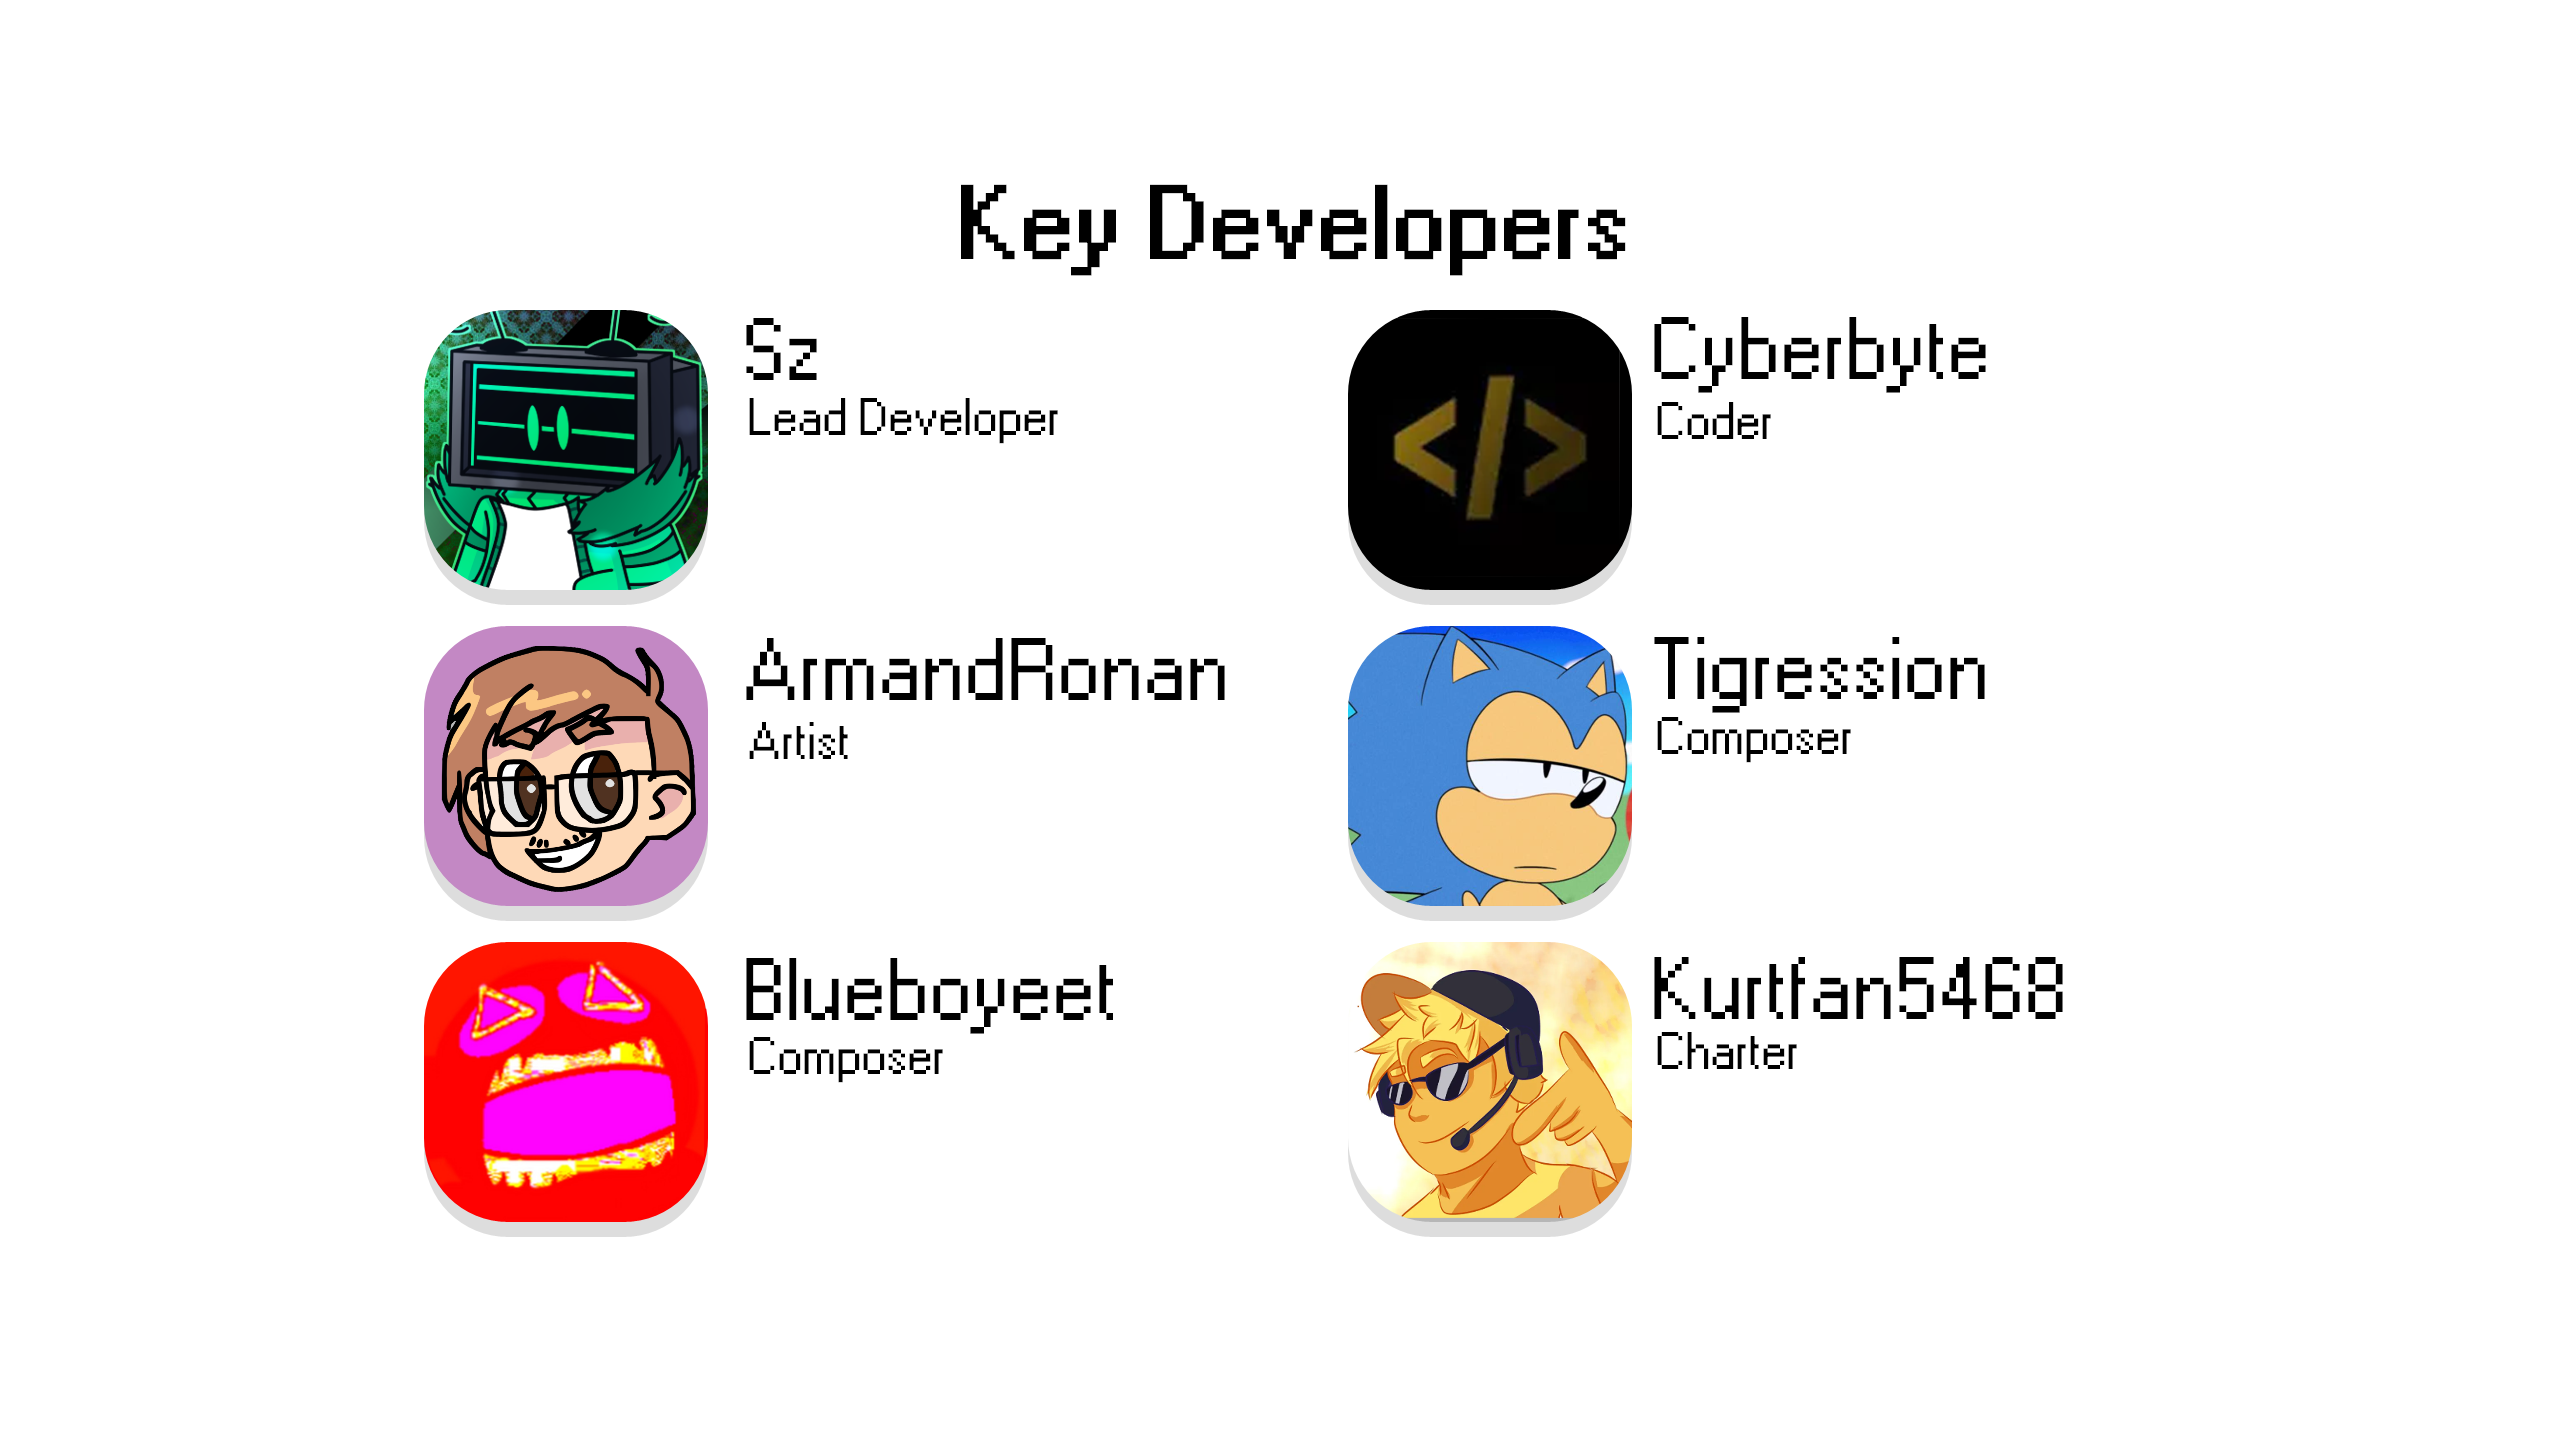 Key Developers
Sz
Lead Developer
Cyberbyte
Coder
</>
ArmandRonan
Artist
Tigression
Composer
Blueboyeet
Composer
Kurtfan5468
Charter